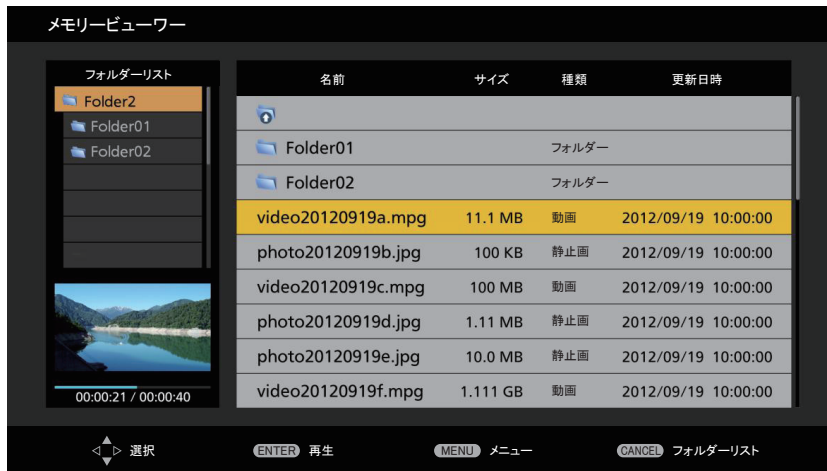 メモリービューワー
フォルダーリスト
Folder2
Folder01
Folder02
00:00:21 / 00:00:40
名前 サイズ 種類 更新日時
Folder01 フォルダー
Folder02 フォルダー
video20120919a.mpg 11.1 MB 動画 2012/09/19 10:00:00
photo20120919b.jpg 100 KB 静止画 2012/09/19 10:00:00
video20120919c.mpg 100 MB 動画 2012/09/19 10:00:00
photo20120919d.jpg 1.11 MB 静止画 2012/09/19 10:00:00
photo20120919e.jpg 10.0 MB 静止画 2012/09/19 10:00:00
video20120919f.mpg 1.111 GB 動画 2012/09/19 10:00:00
選択 ENTER 再生 MENU メニュー CANCEL フォルダーリスト